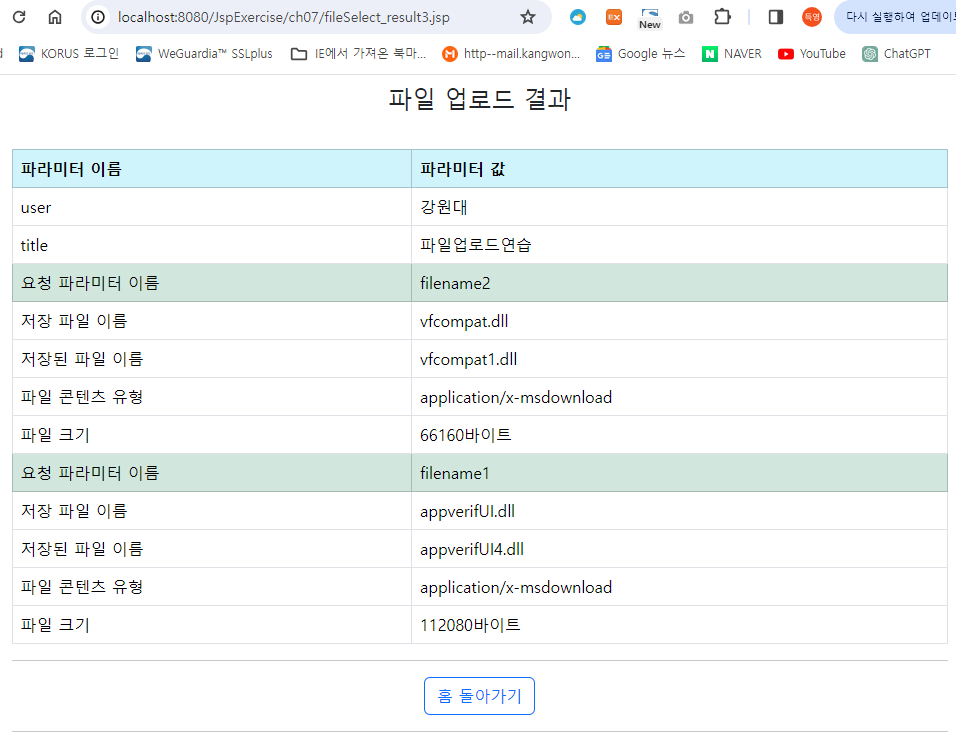 localhost:8080/JspExercise/ch07/fileSelect_result3.jsp New 득영 다시 실행하여 업데이트
KORUS 로그인 WeGuardia™ SSLplus IE에서 가져온 북마... http--mail.kangwon... Google 뉴스 NAVER YouTube ChatGPT
파일 업로드 결과
파라미터 이름 파라미터 값
user 강원대
title 파일업로드연습
요청 파라미터 이름 filename2
저장 파일 이름 vfcompat.dll
저장된 파일 이름 vfcompat1.dll
파일 콘텐츠 유형 application/x-msdownload
파일 크기 66160바이트
요청 파라미터 이름 filename1
저장 파일 이름 appverifUI.dll
저장된 파일 이름 appverifUI4.dll
파일 콘텐츠 유형 application/x-msdownload
파일 크기 112080바이트
홈 돌아가기